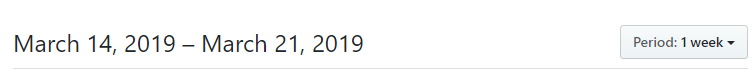 March 14, 2019 – March 21, 2019
Period: 1 week